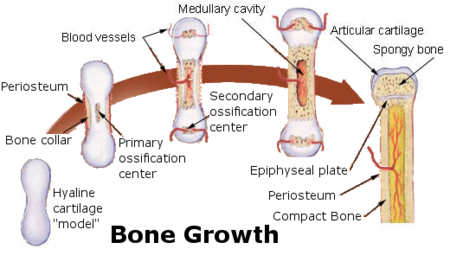 Medullary cavity
Blood vessels
Articular cartilage
Spongy bone
Periosteum
Secondary
ossification
center
Bone collar
Primary
ossification
center
Epiphyseal plate
Hyaline
cartilage
"model"
Periosteum
Compact Bone
Bone Growth